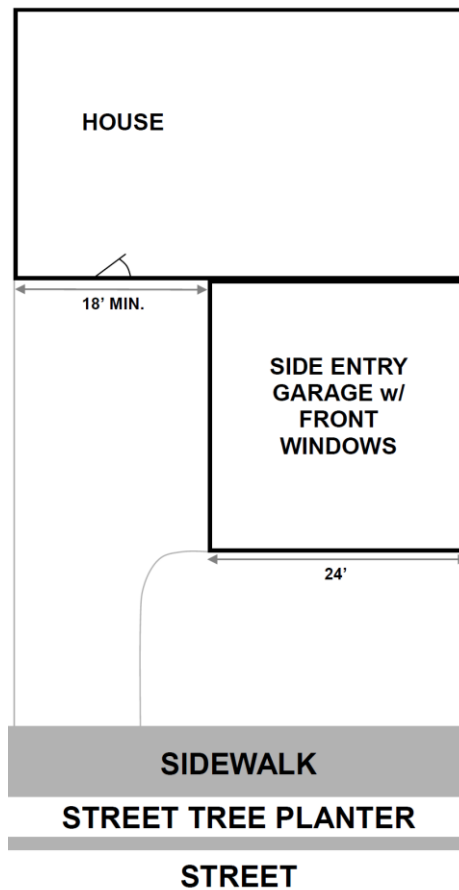 HOUSE
18’ MIN.
SIDE ENTRY
GARAGE w/
FRONT
WINDOWS
24’
SIDEWALK
STREET TREE PLANTER
STREET